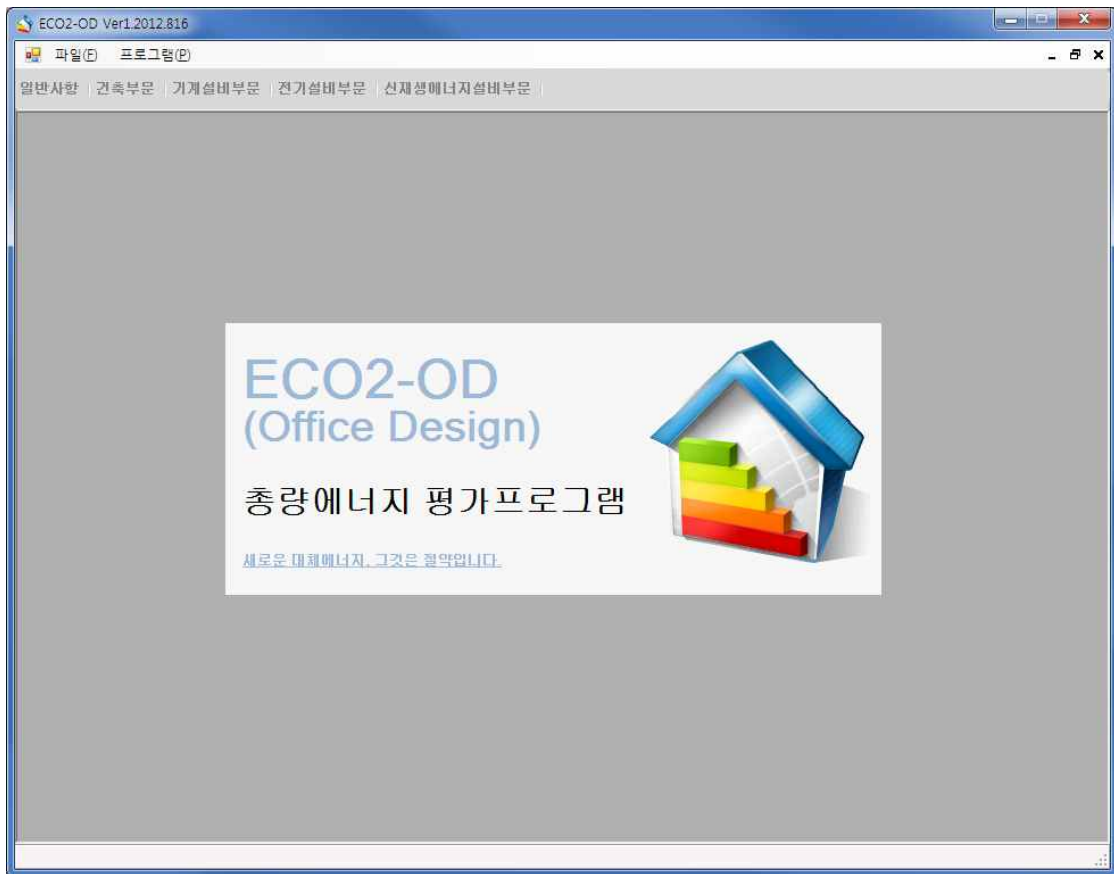 ECO2-OD Ver1.2012.816
파일(F) 프로그램(P)
일반사항 건축부문 기계설비부문 전기설비부문 신재생에너지설비부문
ECO2-OD
(Office Design)
총량에너지 평가프로그램
새로운 대체에너지, 그것은 절약입니다.